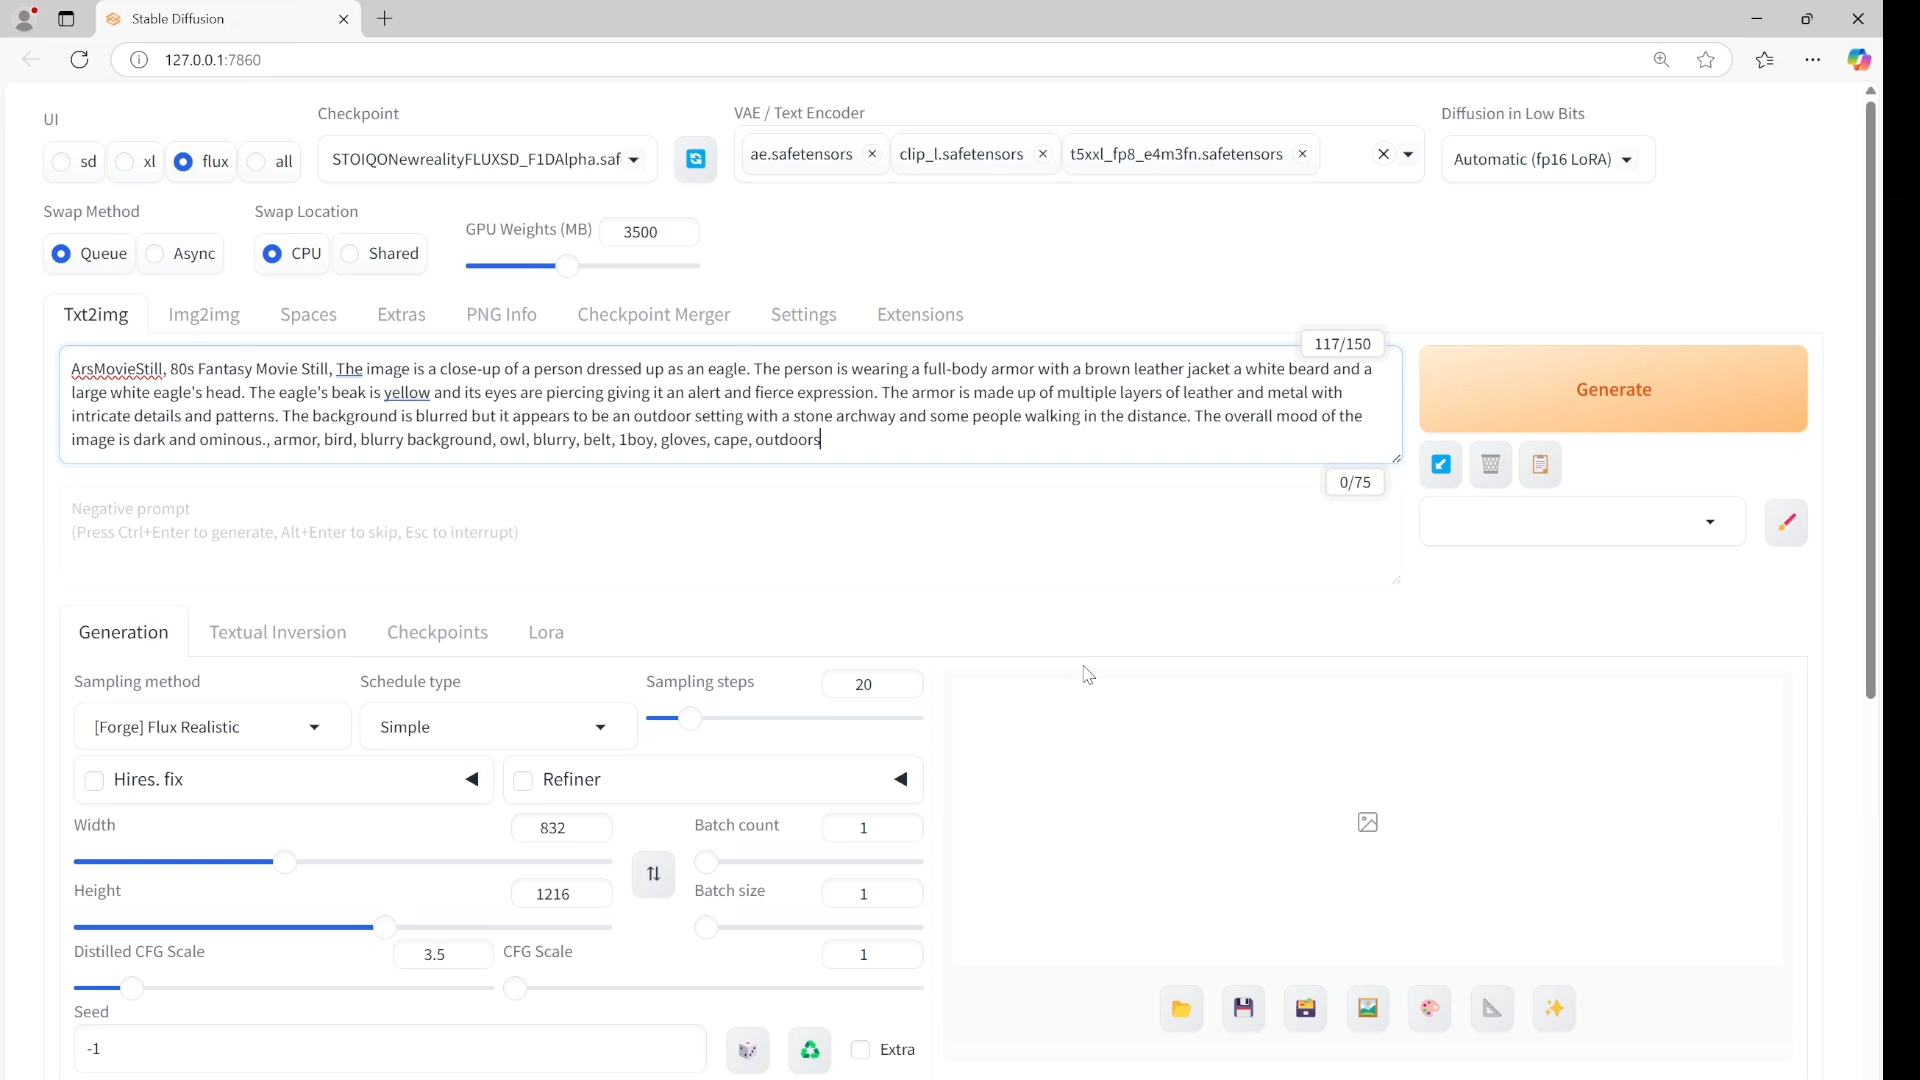 Stable Diffusion
127.0.0.1:7860
UI
Checkpoint
VAE / Text Encoder
Diffusion in Low Bits
sd
xl
flux
all
STOIQONewrealityFLUXSD_F1DAlpha.saf
ae.safetensors
clip_l.safetensors
t5xxl_fp8_e4m3fn.safetensors
Automatic (fp16 LoRA)
Swap Method
Swap Location
GPU Weights (MB)
3500
Queue
Async
CPU
Shared
Txt2img
Img2img
Spaces
Extras
PNG Info
Checkpoint Merger
Settings
Extensions
117/150
ArsMovieStill, 80s Fantasy Movie Still, The image is a close-up of a person dressed up as an eagle. The person is wearing a full-body armor with a brown leather jacket a white beard and a
large white eagle's head. The eagle's beak is yellow and its eyes are piercing giving it an alert and fierce expression. The armor is made up of multiple layers of leather and metal with
intricate details and patterns. The background is blurred but it appears to be an outdoor setting with a stone archway and some people walking in the distance. The overall mood of the
image is dark and ominous., armor, bird, blurry background, owl, blurry, belt, 1boy, gloves, cape, outdoors
Generate
0/75
Negative prompt
(Press Ctrl+Enter to generate, Alt+Enter to skip, Esc to interrupt)
Generation
Textual Inversion
Checkpoints
Lora
Sampling method
Schedule type
Sampling steps
20
[Forge] Flux Realistic
Simple
Hires. fix
Refiner
Width
832
Batch count
1
Height
1216
Batch size
1
Distilled CFG Scale
3.5
CFG Scale
1
Seed
-1
Extra